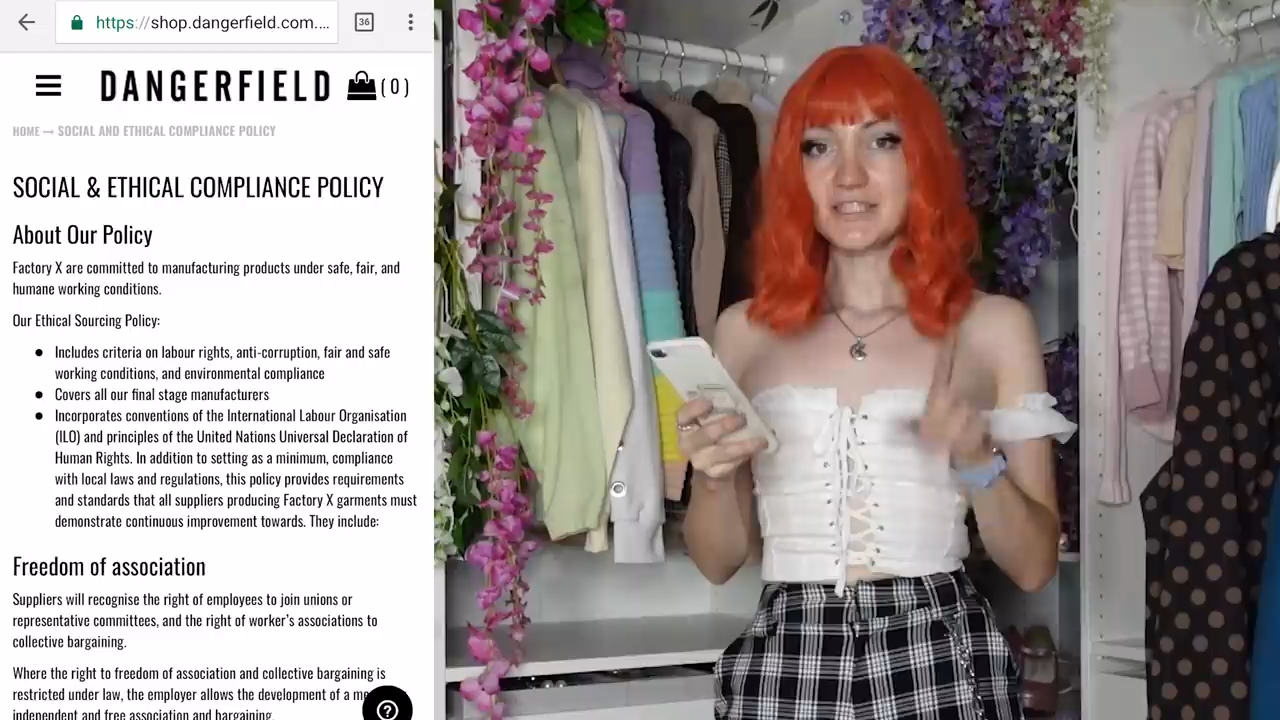 https://shop.dangerfield.com....
36
DANGERFIELD
(0)
HOME → SOCIAL AND ETHICAL COMPLIANCE POLICY
SOCIAL & ETHICAL COMPLIANCE POLICY
About Our Policy
Factory X are committed to manufacturing products under safe, fair, and
humane working conditions.
Our Ethical Sourcing Policy:
● Includes criteria on labour rights, anti-corruption, fair and safe
working conditions, and environmental compliance
● Covers all our final stage manufacturers
● Incorporates conventions of the International Labour Organisation
(ILO) and principles of the United Nations Universal Declaration of
Human Rights. In addition to setting as a minimum, compliance
with local laws and regulations, this policy provides requirements
and standards that all suppliers producing Factory X garments must
demonstrate continuous improvement towards. They include:
Freedom of association
Suppliers will recognise the right of employees to join unions or
representative committees, and the right of worker's associations to
collective bargaining.
Where the right to freedom of association and collective bargaining is
restricted under law, the employer allows the development of a
independent and free association and bargaining.